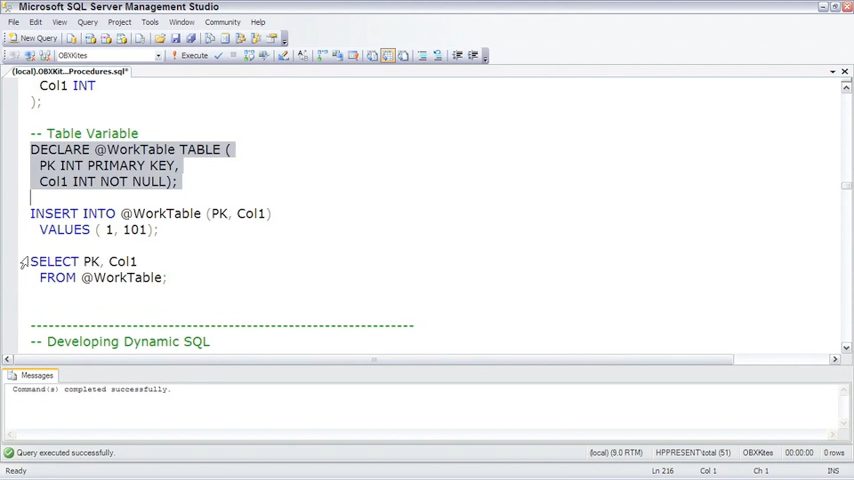 Microsoft SQL Server Management Studio
File Edit View Query Project Tools Window Community Help
New Query
OBXKites Execute
(local).OBXKit...Procedures.sql*
Col1 INT
);
-- Table Variable
DECLARE @WorkTable TABLE (
PK INT PRIMARY KEY,
Col1 INT NOT NULL);
INSERT INTO @WorkTable (PK, Col1)
VALUES ( 1, 101);
SELECT PK, Col1
FROM @WorkTable;
-----------------------------------------------------------------
-- Developing Dynamic SQL
Messages
Command(s) completed successfully.
Query executed successfully. (local) (9.0 RTM) HPPRESENT\temp (51) OBXKites 00:00:00 0 rows
Ready Ln 216 Col 1 Ch 1 INS